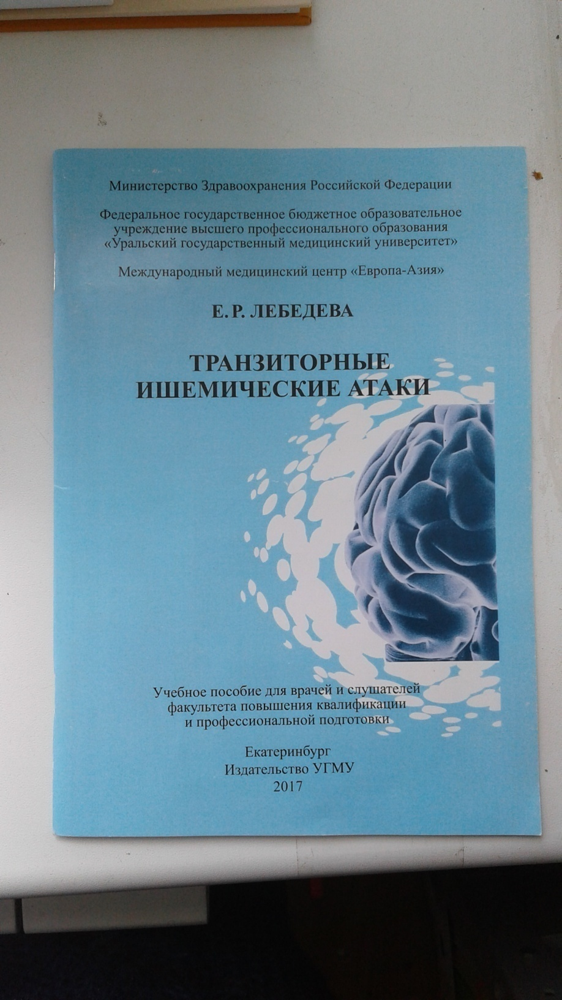 Министерство Здравоохранения Российской Федерации
Федеральное государственное бюджетное образовательное
учреждение высшего профессионального образования
«Уральский государственный медицинский университет»
Международный медицинский центр «Европа-Азия»
Е. Р. ЛЕБЕДЕВА
ТРАНЗИТОРНЫЕ
ИШЕМИЧЕСКИЕ АТАКИ
Учебное пособие для врачей и слушателей
факультета повышения квалификации
и профессиональной подготовки
Екатеринбург
Издательство УГМУ
2017